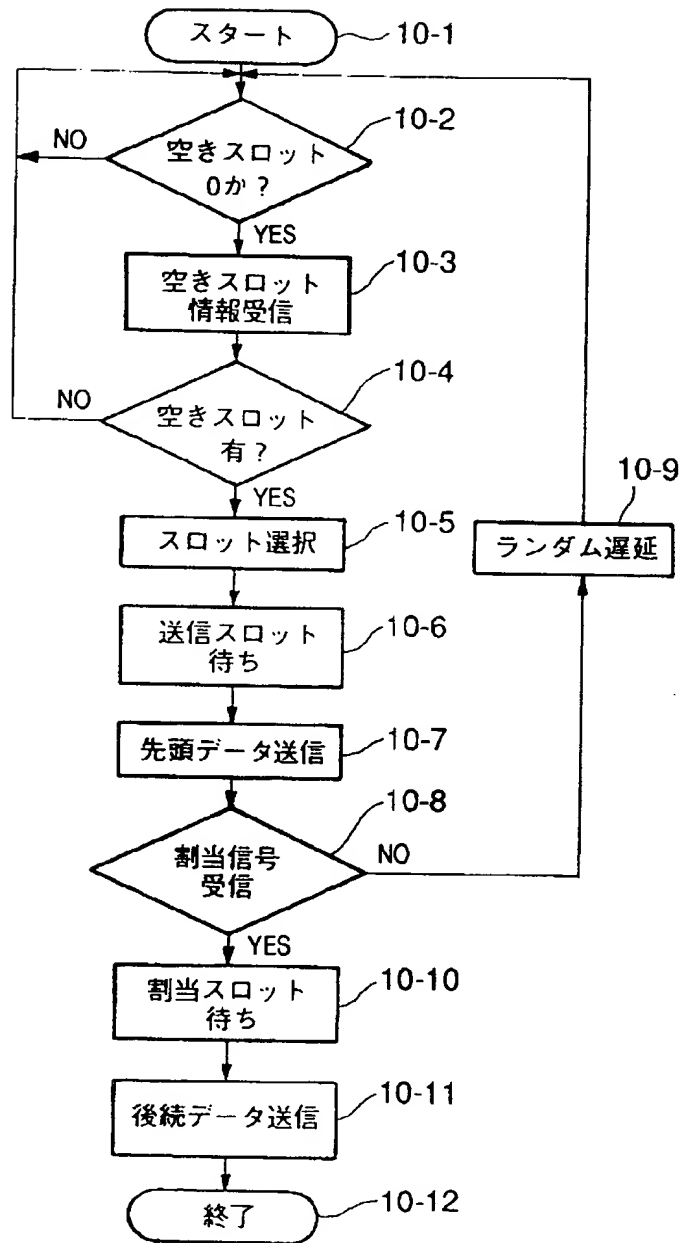 スタート
10-1
10-2
NO
空きスロット
0か？
YES
10-3
空きスロット
情報受信
10-4
NO
空きスロット
有？
YES
10-5
スロット選択
10-9
ランダム遅延
10-6
送信スロット
待ち
10-7
先頭データ送信
10-8
割当信号
受信
NO
YES
10-10
割当スロット
待ち
10-11
後続データ送信
10-12
終了